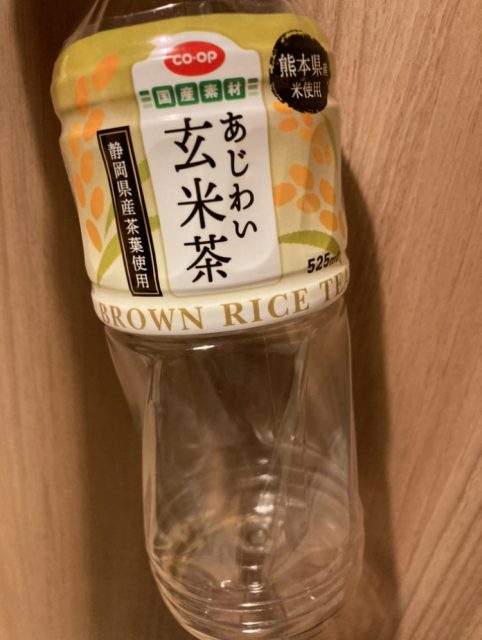 co-op
国産素材
あじわい
玄米茶
熊本県産
米使用
静岡県産茶葉使用
525ml
BROWN RICE TEA